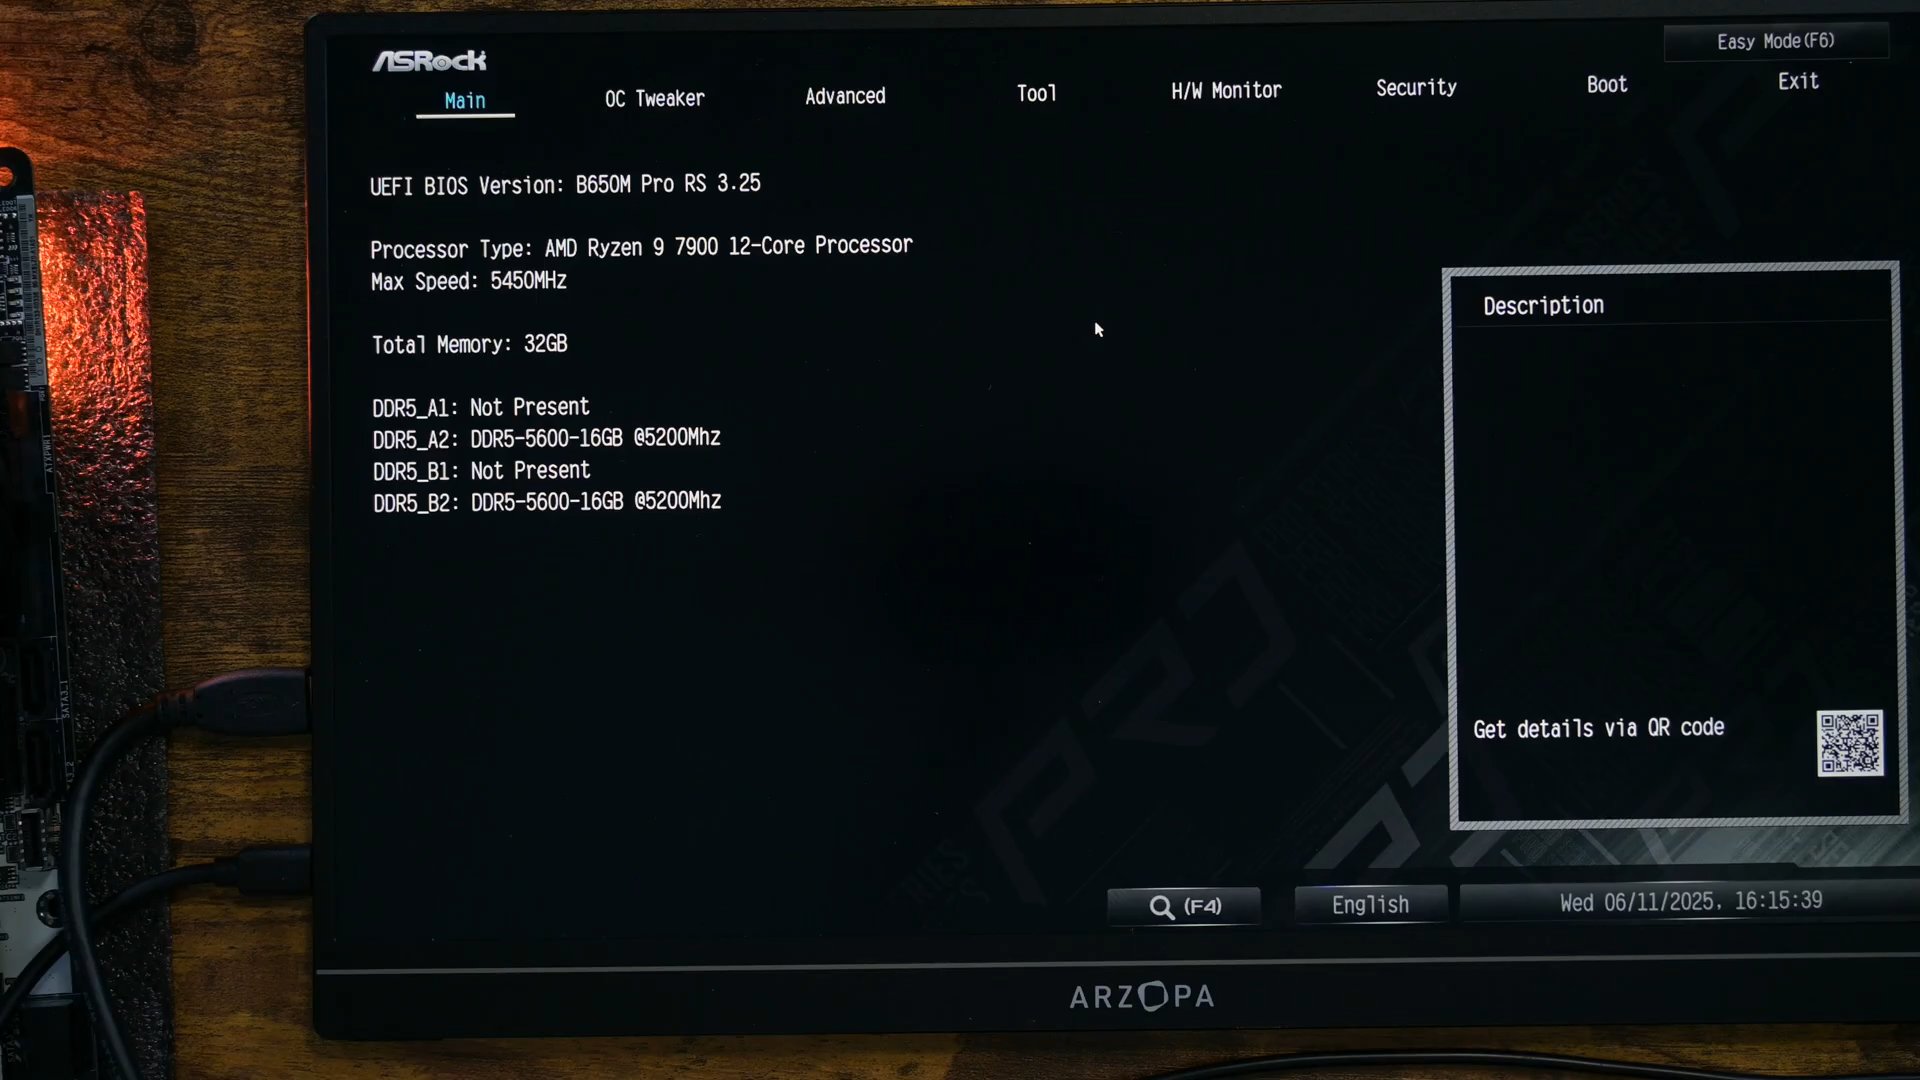 ASRock
Easy Mode(F6)
Main
OC Tweaker
Advanced
Tool
H/W Monitor
Security
Boot
Exit
UEFI BIOS Version: B650M Pro RS 3.25
Processor Type: AMD Ryzen 9 7900 12-Core Processor
Max Speed: 5450MHz
Total Memory: 32GB
DDR5_A1: Not Present
DDR5_A2: DDR5-5600-16GB @5200Mhz
DDR5_B1: Not Present
DDR5_B2: DDR5-5600-16GB @5200Mhz
Description
Get details via QR code
(F4)
English
Wed 06/11/2025, 16:15:39
ARZOPA
ATXPWR1
SATA3_1